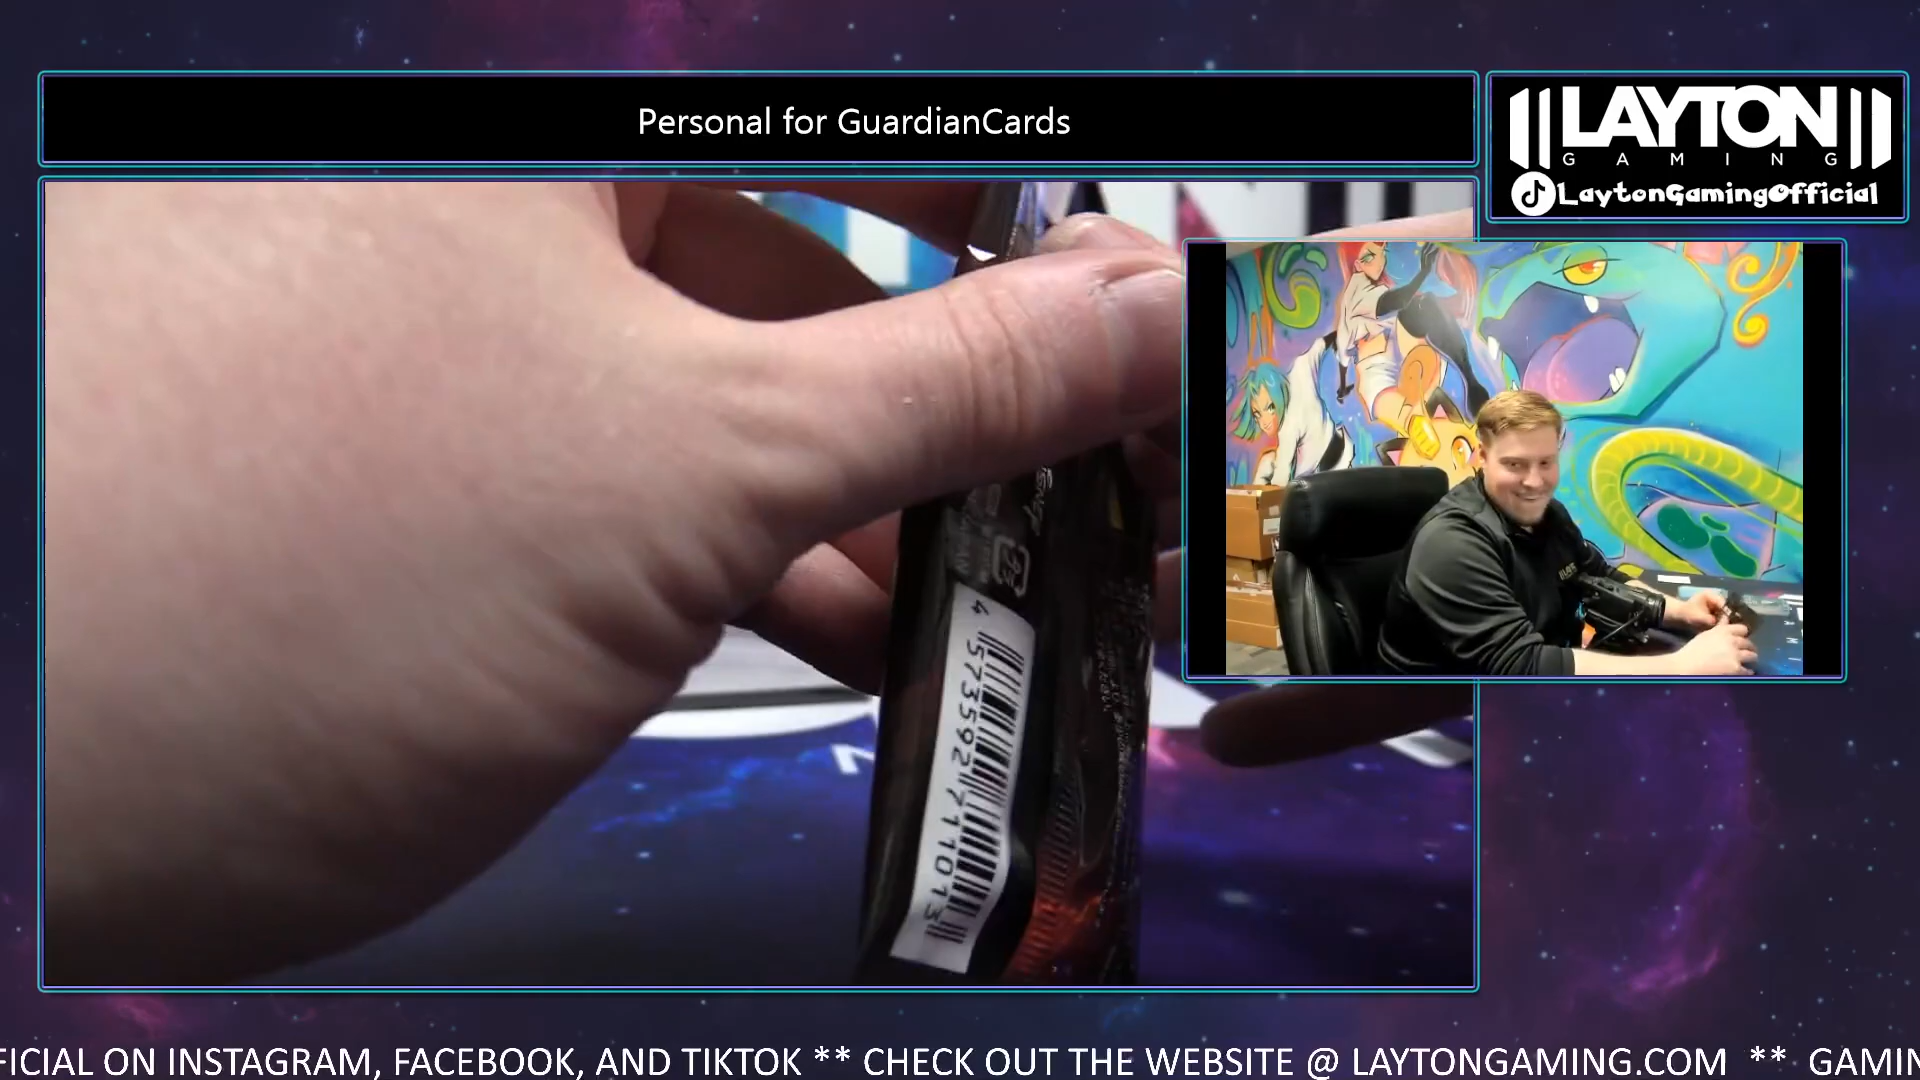 Personal for GuardianCards
LAYTON
GAMING
LaytonGamingOfficial
4 573592 711013
FICIAL ON INSTAGRAM, FACEBOOK, AND TIKTOK ** CHECK OUT THE WEBSITE @ LAYTONGAMING.COM ** GAMIN